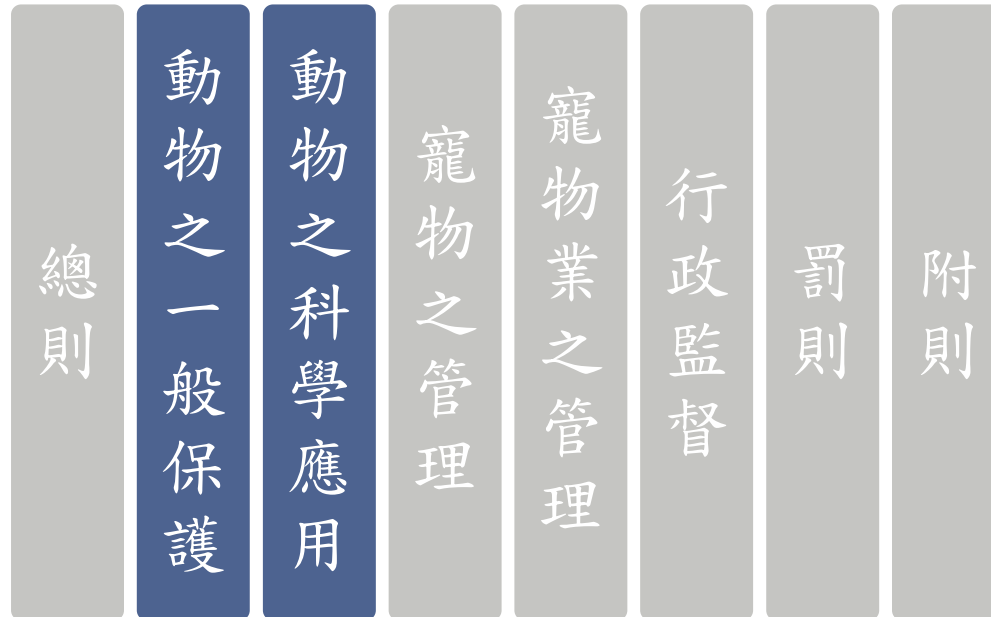 總則
動物之一般保護
動物之科學應用
寵物之管理
寵物業之管理
行政監督
罰則
附則